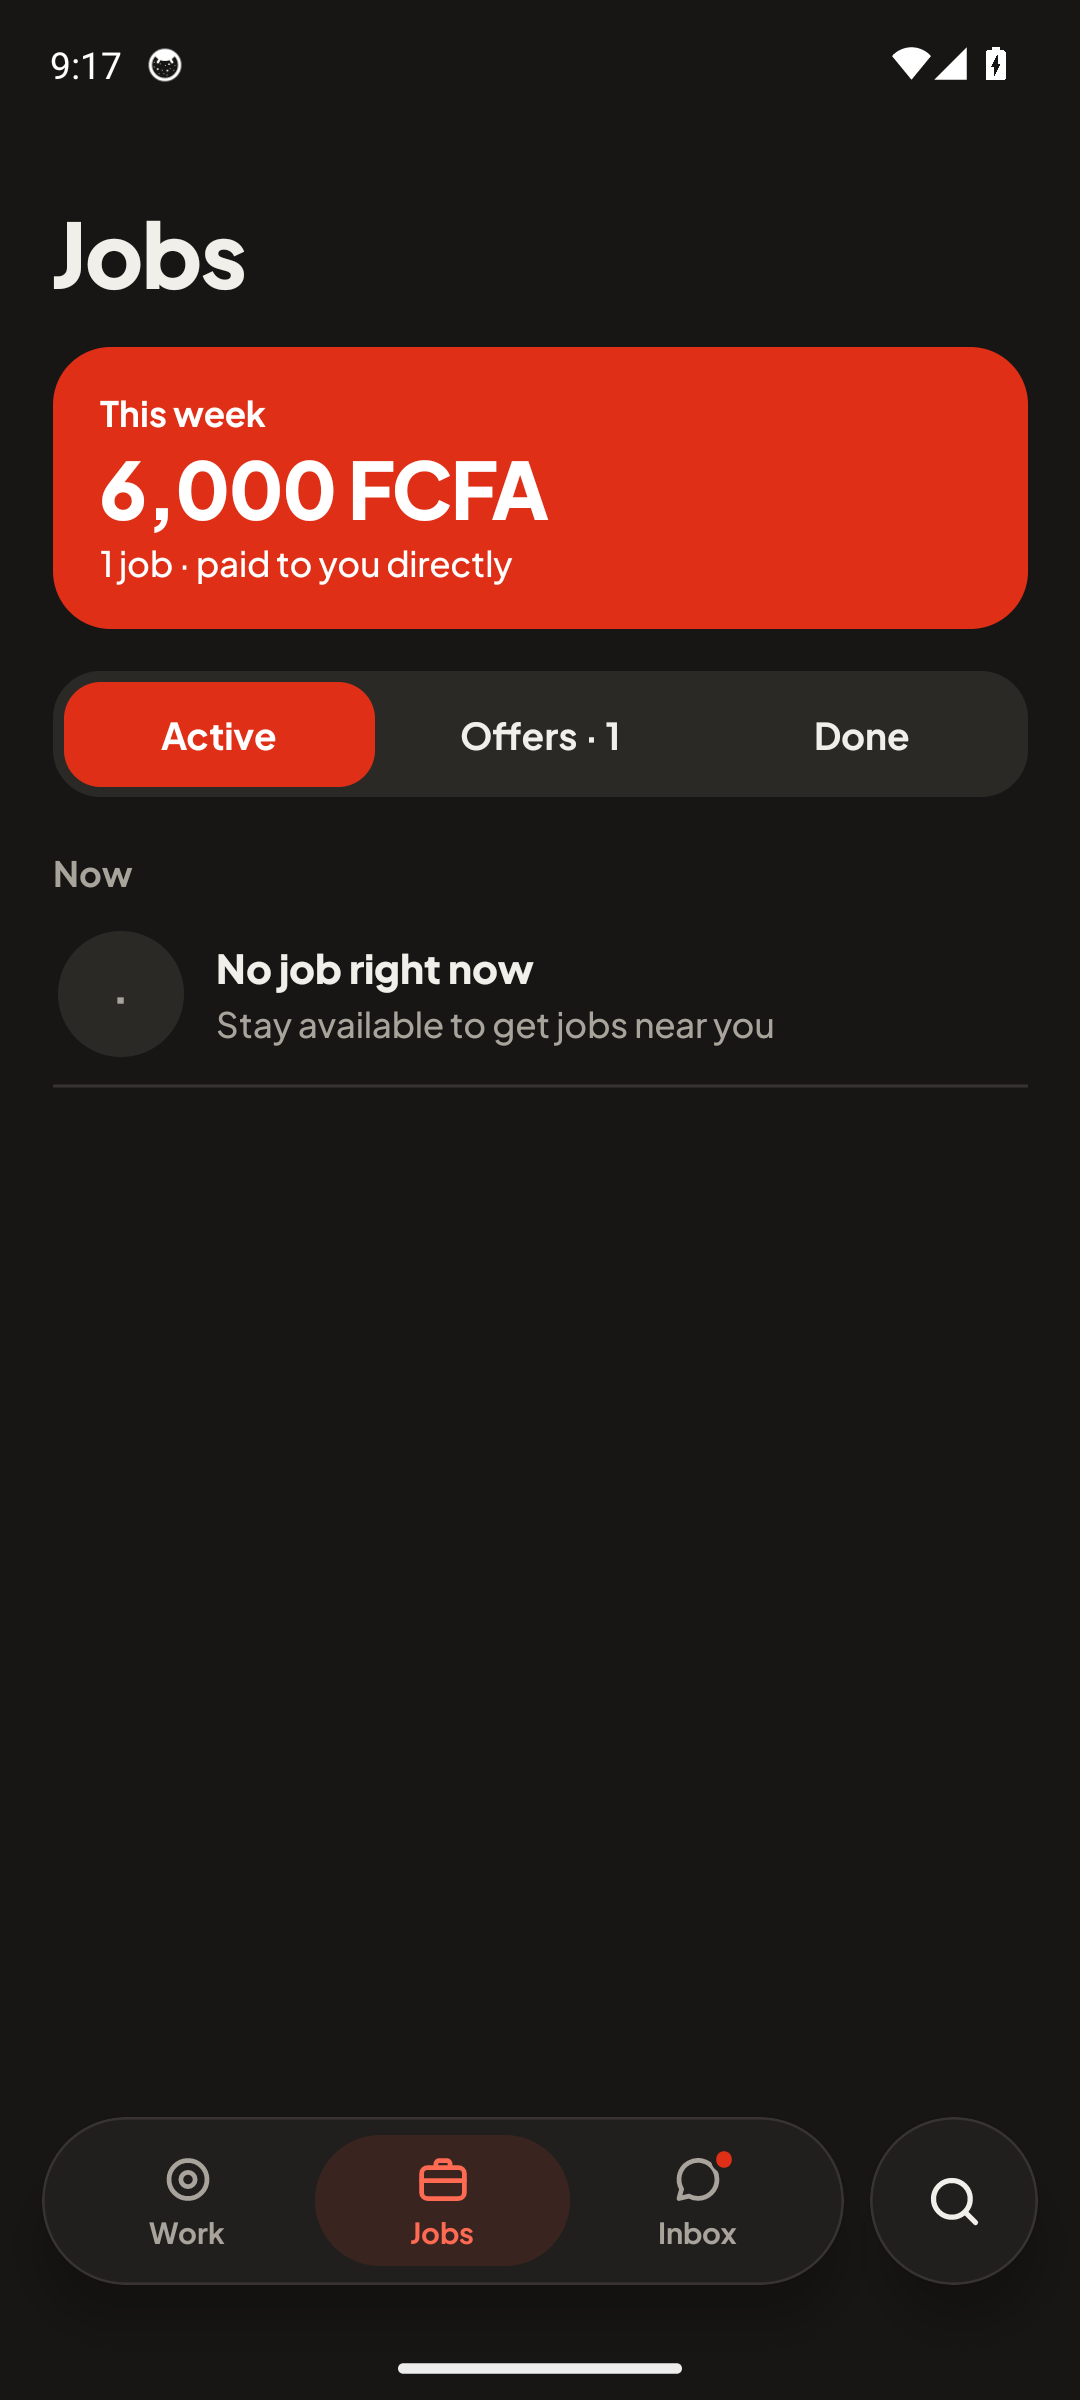 9:17
Jobs
This week
6,000 FCFA
1 job · paid to you directly
Active
Offers · 1
Done
Now
No job right now
Stay available to get jobs near you
Work
Jobs
Inbox